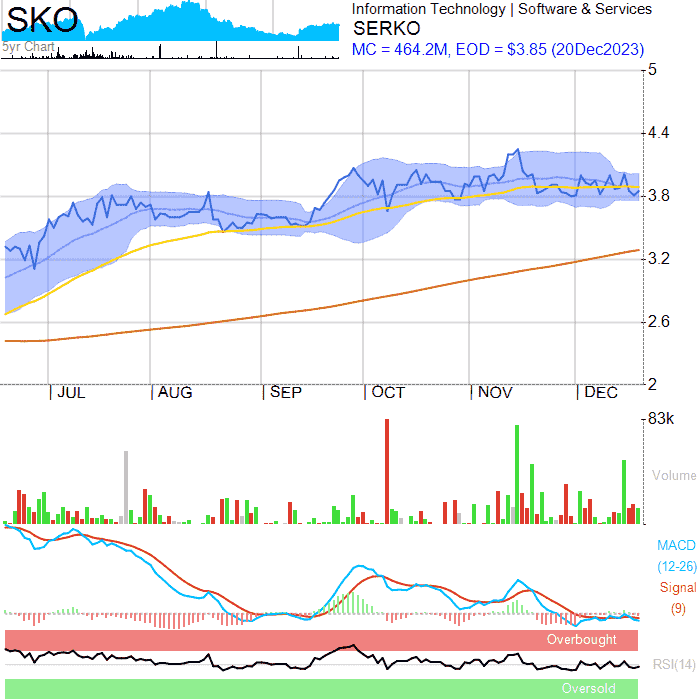 SKO
5yr Chart
Information Technology | Software & Services
SERKO
MC = 464.2M, EOD = $3.85 (20Dec2023)
5
4.4
3.8
3.2
2.6
2
| JUL | AUG | SEP | OCT | NOV | DEC
83k
Volume
MACD
(12-26)
Signal
(9)
Overbought
RSI(14)
Oversold